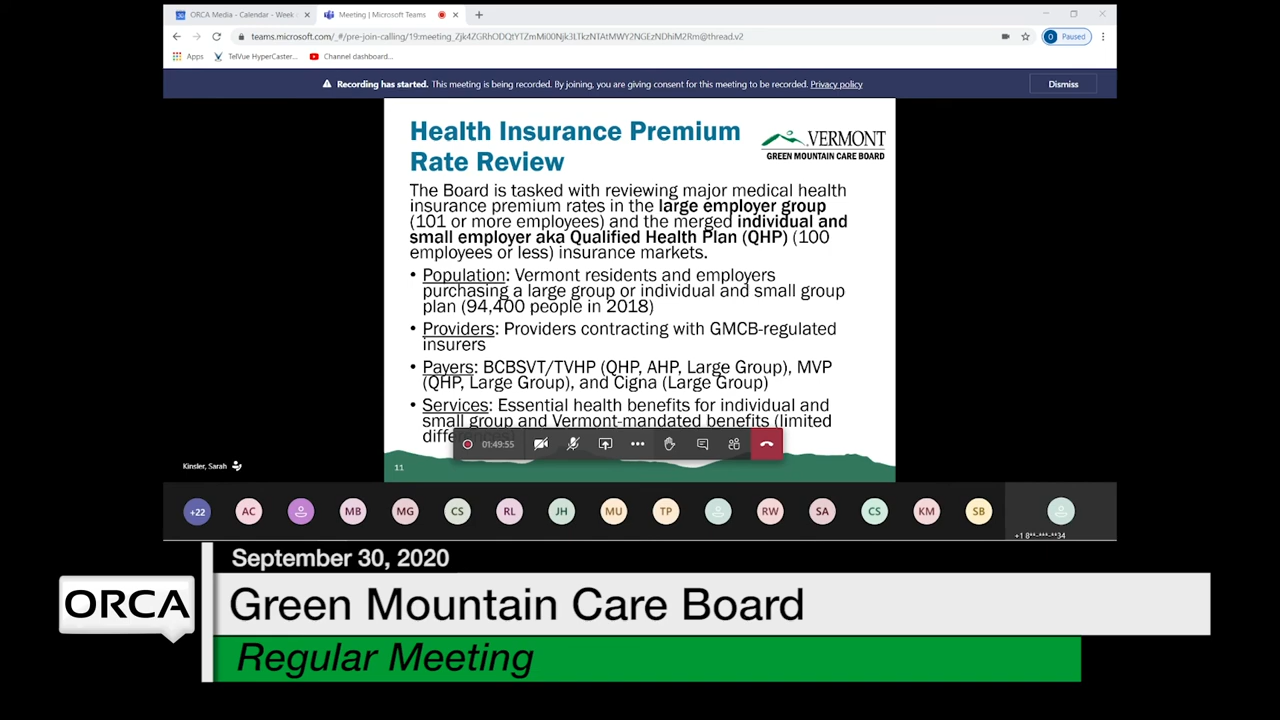 ORCA Media - Calendar - Week
Meeting | Microsoft Teams
teams.microsoft.com/_#/pre-join-calling/19:meeting_Zjk4ZGRhODQtYTZmMi00Njk3LTkzNTAtMWY2NGEzNDhiM2Rm@thread.v2
Paused
Apps TelVue HyperCaster... Channel dashboard...
Recording has started. This meeting is being recorded. By joining, you are giving consent for this meeting to be recorded. Privacy policy
Dismiss
Health Insurance Premium
Rate Review
VERMONT
GREEN MOUNTAIN CARE BOARD
The Board is tasked with reviewing major medical health
insurance premium rates in the large employer group
(101 or more employees) and the merged individual and
small employer aka Qualified Health Plan (QHP) (100
employees or less) insurance markets.
• Population: Vermont residents and employers
purchasing a large group or individual and small group
plan (94,400 people in 2018)
• Providers: Providers contracting with GMCB-regulated
insurers
• Payers: BCBSVT/TVHP (QHP, AHP, Large Group), MVP
(QHP, Large Group), and Cigna (Large Group)
• Services: Essential health benefits for individual and
small group and Vermont-mandated benefits (limited
01:49:55
Kinsler, Sarah
11
+22 AC MB MG CS RL JH MU TP RW SA CS KM SB
+1 8**-***-**34
September 30, 2020
ORCA
Green Mountain Care Board
Regular Meeting